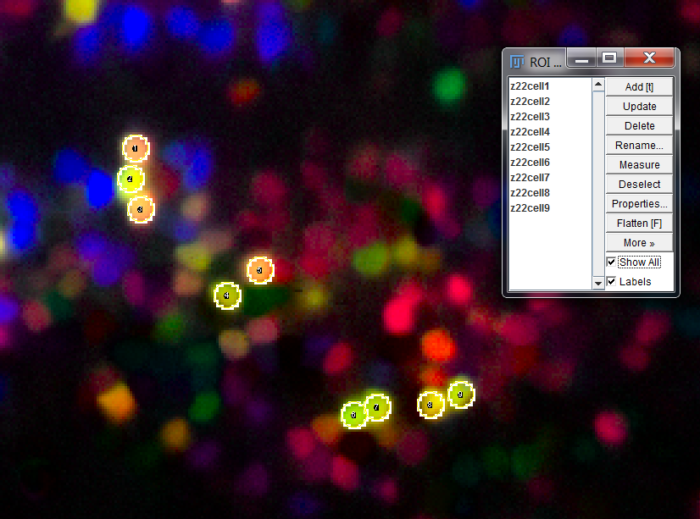 ROI ...
z22cell1
z22cell2
z22cell3
z22cell4
z22cell5
z22cell6
z22cell7
z22cell8
z22cell9
Add [t]
Update
Delete
Rename...
Measure
Deselect
Properties...
Flatten [F]
More »
Show All
Labels